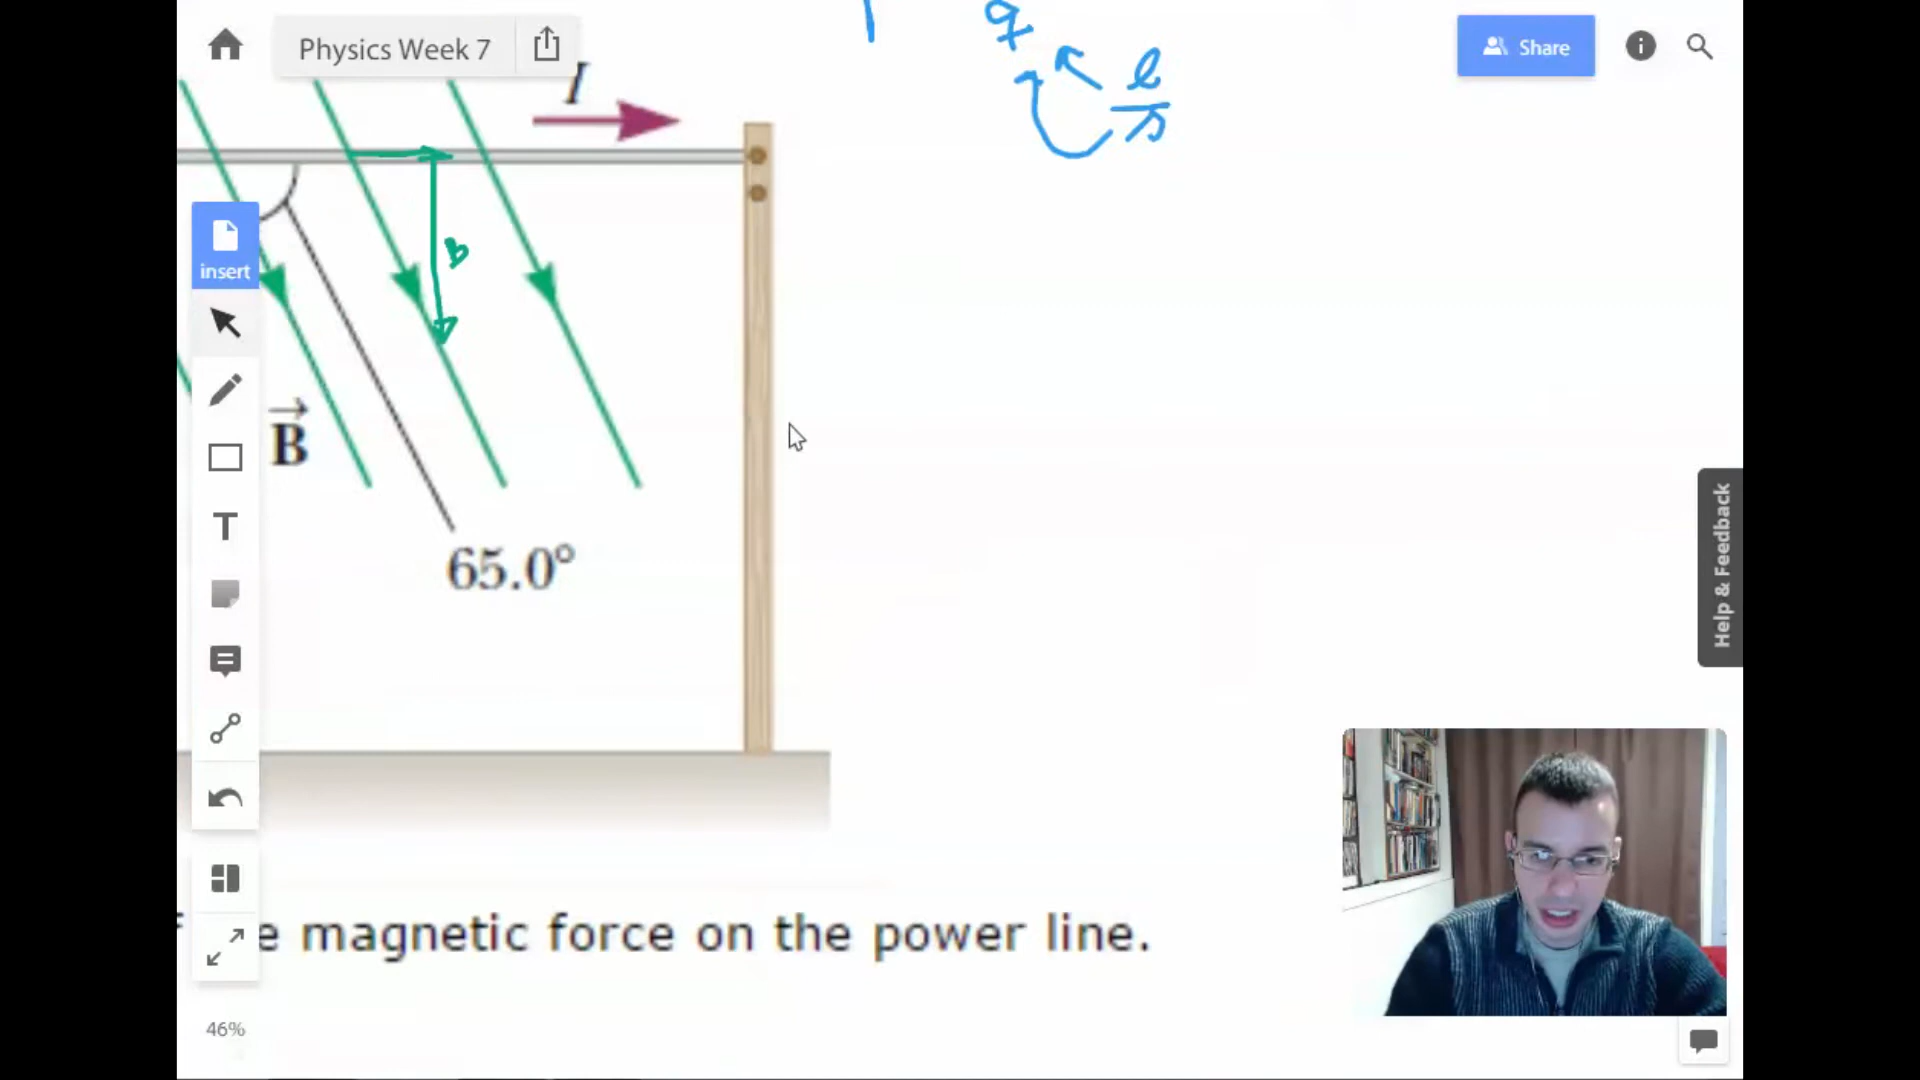 Physics Week 7
Share
q
l
s
I
b
insert
B
65.0°
T
Help & Feedback
e magnetic force on the power line.
46%